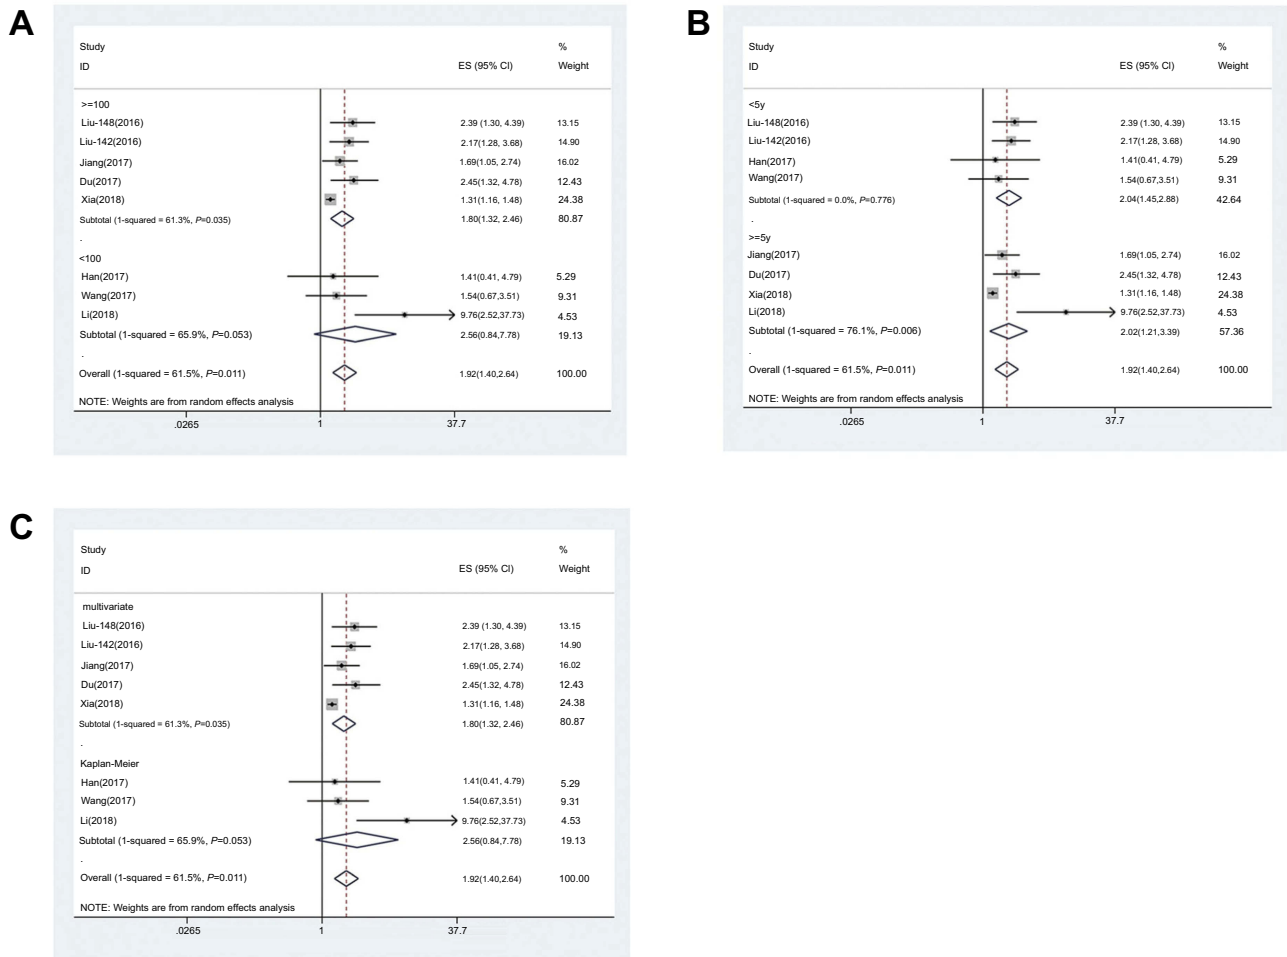 A
Study %
ID ES (95% CI) Weight
>=100
Liu-148(2016) 2.39 (1.30, 4.39) 13.15
Liu-142(2016) 2.17(1.28, 3.68) 14.90
Jiang(2017) 1.69(1.05, 2.74) 16.02
Du(2017) 2.45(1.32, 4.78) 12.43
Xia(2018) 1.31(1.16, 1.48) 24.38
Subtotal (1-squared = 61.3%, P=0.035) 1.80(1.32, 2.46) 80.87
.
<100
Han(2017) 1.41(0.41, 4.79) 5.29
Wang(2017) 1.54(0.67,3.51) 9.31
Li(2018) 9.76(2.52,37.73) 4.53
Subtotal (1-squared = 65.9%, P=0.053) 2.56(0.84,7.78) 19.13
.
Overall (1-squared = 61.5%, P=0.011) 1.92(1.40,2.64) 100.00
NOTE: Weights are from random effects analysis
.0265 1 37.7
B
Study %
ID ES (95% CI) Weight
<5y
Liu-148(2016) 2.39 (1.30, 4.39) 13.15
Liu-142(2016) 2.17(1.28, 3.68) 14.90
Han(2017) 1.41(0.41, 4.79) 5.29
Wang(2017) 1.54(0.67,3.51) 9.31
Subtotal (1-squared = 0.0%, P=0.776) 2.04(1.45,2.88) 42.64
.
>=5y
Jiang(2017) 1.69(1.05, 2.74) 16.02
Du(2017) 2.45(1.32, 4.78) 12.43
Xia(2018) 1.31(1.16, 1.48) 24.38
Li(2018) 9.76(2.52,37.73) 4.53
Subtotal (1-squared = 76.1%, P=0.006) 2.02(1.21,3.39) 57.36
.
Overall (1-squared = 61.5%, P=0.011) 1.92(1.40,2.64) 100.00
NOTE: Weights are from random effects analysis
.0265 1 37.7
C
Study %
ID ES (95% CI) Weight
multivariate
Liu-148(2016) 2.39 (1.30, 4.39) 13.15
Liu-142(2016) 2.17(1.28, 3.68) 14.90
Jiang(2017) 1.69(1.05, 2.74) 16.02
Du(2017) 2.45(1.32, 4.78) 12.43
Xia(2018) 1.31(1.16, 1.48) 24.38
Subtotal (1-squared = 61.3%, P=0.035) 1.80(1.32, 2.46) 80.87
.
Kaplan-Meier
Han(2017) 1.41(0.41, 4.79) 5.29
Wang(2017) 1.54(0.67,3.51) 9.31
Li(2018) 9.76(2.52,37.73) 4.53
Subtotal (1-squared = 65.9%, P=0.053) 2.56(0.84,7.78) 19.13
.
Overall (1-squared = 61.5%, P=0.011) 1.92(1.40,2.64) 100.00
NOTE: Weights are from random effects analysis
.0265 1 37.7